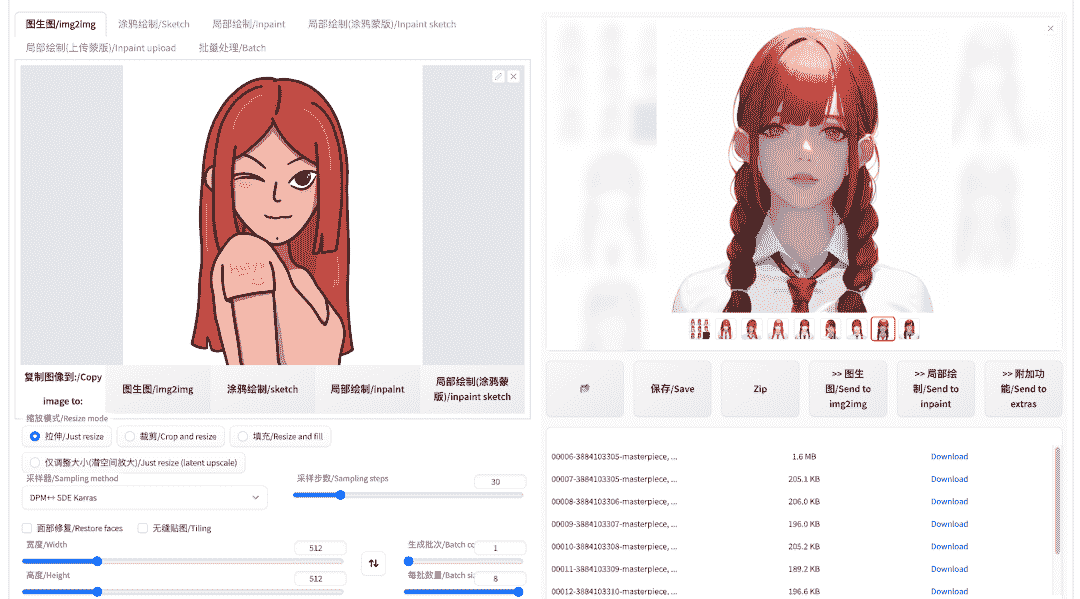 图生图/img2img
涂鸦绘制/Sketch
局部绘制/Inpaint
局部绘制(涂鸦蒙版)/Inpaint sketch
局部绘制(上传蒙版)/Inpaint upload
批量处理/Batch
复制图像到:/Copy image to:
图生图/img2img
涂鸦绘制/sketch
局部绘制/inpaint
局部绘制(涂鸦蒙版)/inpaint sketch
缩放模式/Resize mode
拉伸/Just resize
裁剪/Crop and resize
填充/Resize and fill
仅调整大小(潜空间放大)/Just resize (latent upscale)
采样器/Sampling method
采样步数/Sampling steps
30
DPM++ SDE Karras
面部修复/Restore faces
无缝贴图/Tiling
宽度/Width
512
生成批次/Batch cc
1
高度/Height
512
每批数量/Batch si
8
保存/Save
Zip
>> 图生图/Send to img2img
>> 局部绘制/Send to inpaint
>> 附加功能/Send to extras
00006-3884103305-masterpiece, ... 1.6 MB Download
00007-3884103305-masterpiece, ... 205.1 KB Download
00008-3884103306-masterpiece, ... 206.0 KB Download
00009-3884103307-masterpiece, ... 196.0 KB Download
00010-3884103308-masterpiece, ... 205.2 KB Download
00011-3884103309-masterpiece, ... 189.2 KB Download
00012-3884103310-masterpiece, ... 196.6 KB Download